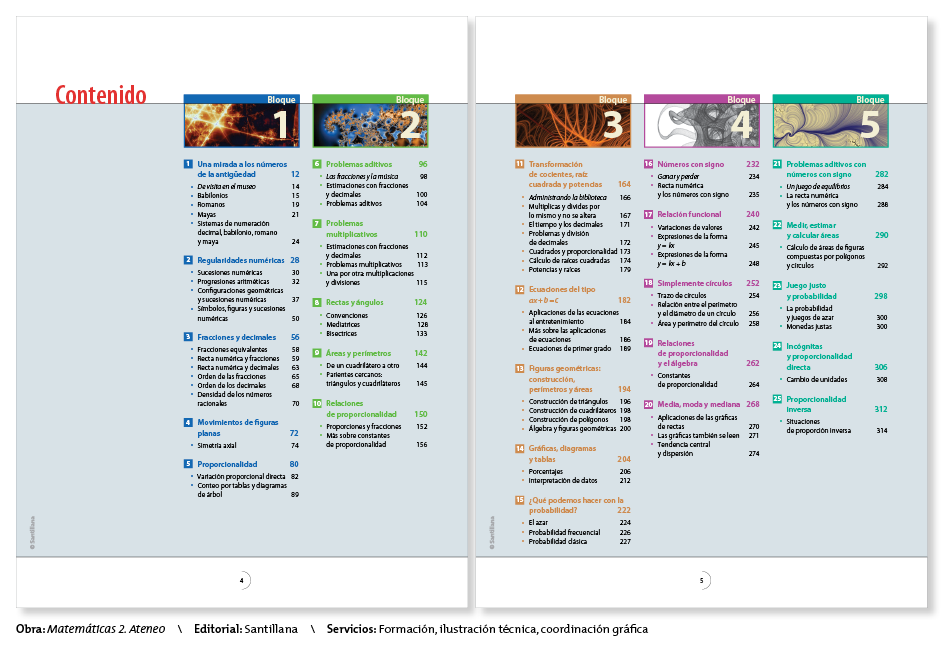 Contenido
Bloque
1
1 Una mirada a los números
de la antigüedad 12
• De visita en el museo 14
• Babilonios 15
• Romanos 19
• Mayas 21
• Sistemas de numeración
decimal, babilonio, romano
y maya 24
2 Regularidades numéricas 28
• Sucesiones numéricas 30
• Progresiones aritméticas 32
• Configuraciones geométricas
y sucesiones numéricas 37
• Símbolos, figuras y sucesiones
numéricas 50
3 Fracciones y decimales 56
• Fracciones equivalentes 58
• Recta numérica y fracciones 59
• Recta numérica y decimales 63
• Orden de las fracciones 65
• Orden de los decimales 68
• Densidad de los números
racionales 70
4 Movimientos de figuras
planas 72
• Simetría axial 74
5 Proporcionalidad 80
• Variación proporcional directa 82
• Conteo por tablas y diagramas
de árbol 89
Bloque
2
6 Problemas aditivos 96
• Las fracciones y la música 98
• Estimaciones con fracciones
y decimales 100
• Problemas aditivos 104
7 Problemas
multiplicativos 110
• Estimaciones con fracciones
y decimales 112
• Problemas multiplicativos 113
• Una por otra multiplicaciones
y divisiones 115
8 Rectas y ángulos 124
• Convenciones 126
• Mediatrices 128
• Bisectrices 133
9 Áreas y perímetros 142
• De un cuadrilátero a otro 144
• Parientes cercanos:
triángulos y cuadriláteros 145
10 Relaciones
de proporcionalidad 150
• Proporciones y fracciones 152
• Más sobre constantes
de proporcionalidad 156
© Santillana
4
Bloque
3
11 Transformación
de cocientes, raíz
cuadrada y potencias 164
• Administrando la biblioteca 166
• Multiplicas y divides por
lo mismo y no se altera 167
• El tiempo y los decimales 171
• Problemas y división
de decimales 172
• Cuadrados y proporcionalidad 173
• Cálculo de raíces cuadradas 174
• Potencias y raíces 179
12 Ecuaciones del tipo
ax + b = c 182
• Aplicaciones de las ecuaciones
al entretenimiento 184
• Más sobre las aplicaciones
de ecuaciones 186
• Ecuaciones de primer grado 189
13 Figuras geométricas:
construcción,
perímetros y áreas 194
• Construcción de triángulos 196
• Construcción de cuadriláteros 198
• Construcción de polígonos 198
• Álgebra y figuras geométricas 200
14 Gráficas, diagramas
y tablas 204
• Porcentajes 206
• Interpretación de datos 212
15 ¿Qué podemos hacer con la
probabilidad? 222
• El azar 224
• Probabilidad frecuencial 226
• Probabilidad clásica 227
Bloque
4
16 Números con signo 232
• Ganar y perder 234
• Recta numérica
y los números con signo 235
17 Relación funcional 240
• Variaciones de valores 242
• Expresiones de la forma
y = kx 245
• Expresiones de la forma
y = kx + b 248
18 Simplemente círculos 252
• Trazo de círculos 254
• Relación entre el perímetro
y el diámetro de un círculo 256
• Área y perímetro del círculo 258
19 Relaciones
de proporcionalidad
y el álgebra 262
• Constantes
de proporcionalidad 264
20 Media, moda y mediana 268
• Aplicaciones de las gráficas
de rectas 270
• Las gráficas también se leen 271
• Tendencia central
y dispersión 274
Bloque
5
21 Problemas aditivos con
números con signo 282
• Un juego de equilibrios 284
• La recta numérica
y los números con signo 288
22 Medir, estimar
y calcular áreas 290
• Cálculo de áreas de figuras
compuestas por polígonos
y círculos 292
23 Juego justo
y probabilidad 298
• La probabilidad
y juegos de azar 300
• Monedas justas 300
24 Incógnitas
y proporcionalidad
directa 306
• Cambio de unidades 308
25 Proporcionalidad
inversa 312
• Situaciones
de proporción inversa 314
© Santillana
5
Obra: Matemáticas 2. Ateneo \ Editorial: Santillana \ Servicios: Formación, ilustración técnica, coordinación gráfica